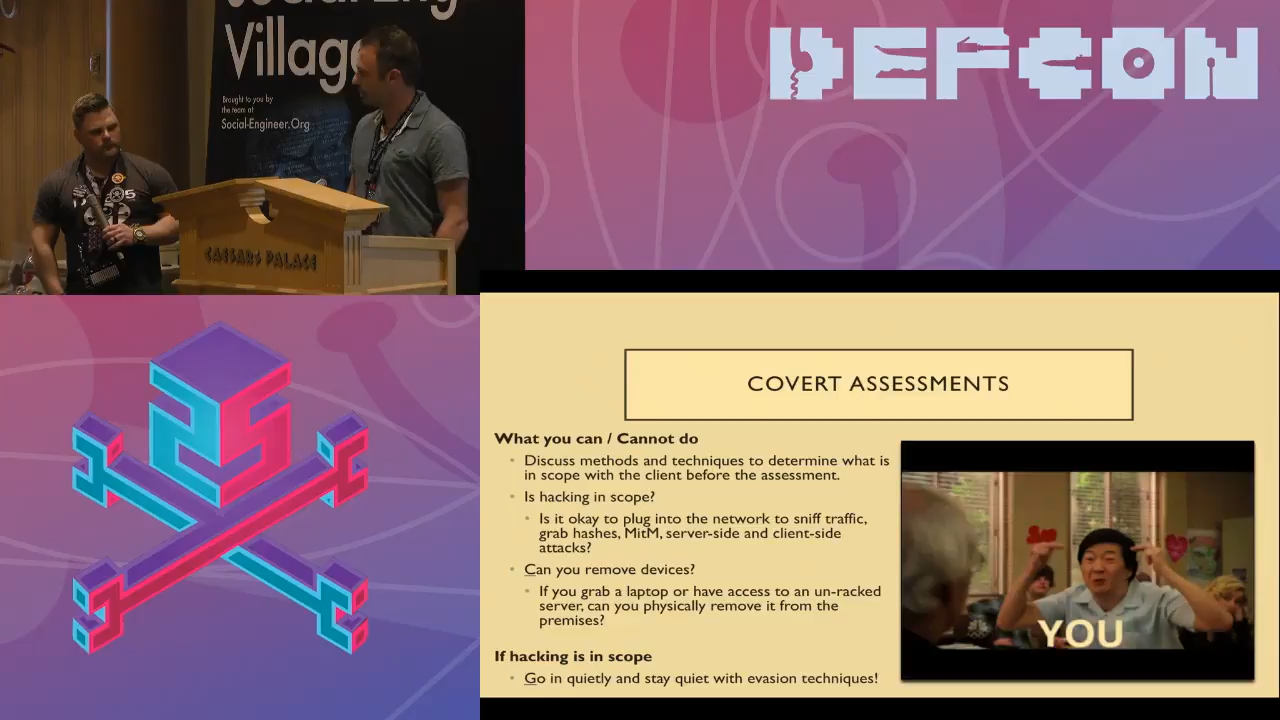 Social-Eng
Village
Brought to you by
the team at
Social-Engineer.Org
CAESARS PALACE
DEFCON
COVERT ASSESSMENTS
What you can / Cannot do
Discuss methods and techniques to determine what is
in scope with the client before the assessment.
Is hacking in scope?
Is it okay to plug into the network to sniff traffic,
grab hashes, MitM, server-side and client-side
attacks?
Can you remove devices?
If you grab a laptop or have access to an un-racked
server, can you physically remove it from the
premises?
If hacking is in scope
Go in quietly and stay quiet with evasion techniques!
YOU